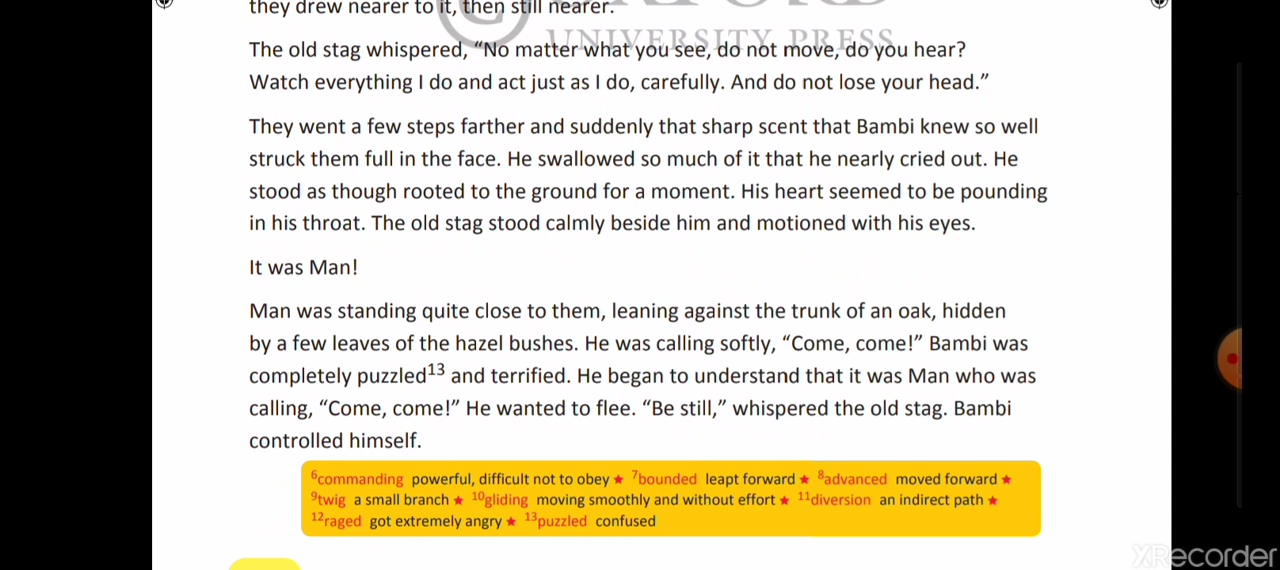 they drew nearer to it, then still nearer.
UNIVERSITY PRESS
The old stag whispered, “No matter what you see, do not move, do you hear?
Watch everything I do and act just as I do, carefully. And do not lose your head.”
They went a few steps farther and suddenly that sharp scent that Bambi knew so well
struck them full in the face. He swallowed so much of it that he nearly cried out. He
stood as though rooted to the ground for a moment. His heart seemed to be pounding
in his throat. The old stag stood calmly beside him and motioned with his eyes.
It was Man!
Man was standing quite close to them, leaning against the trunk of an oak, hidden
by a few leaves of the hazel bushes. He was calling softly, “Come, come!” Bambi was
completely puzzled¹³ and terrified. He began to understand that it was Man who was
calling, “Come, come!” He wanted to flee. “Be still,” whispered the old stag. Bambi
controlled himself.
⁶commanding powerful, difficult not to obey ★ ⁷bounded leapt forward ★ ⁸advanced moved forward ★
⁹twig a small branch ★ ¹⁰gliding moving smoothly and without effort ★ ¹¹diversion an indirect path ★
¹²raged got extremely angry ★ ¹³puzzled confused
XRecorder